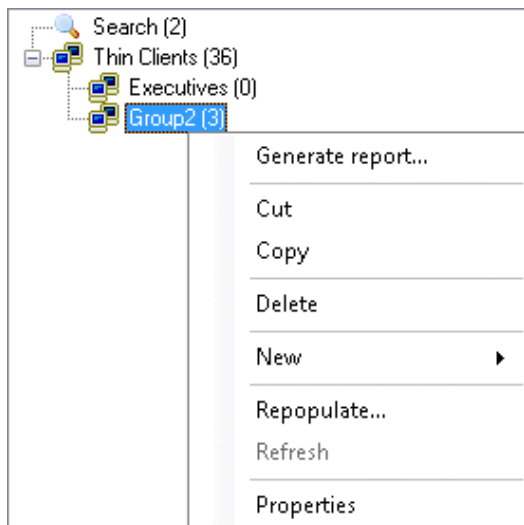 Search (2)
Thin Clients (36)
Executives (0)
Group2 (3)
Generate report...
Cut
Copy
Delete
New
Repopulate...
Refresh
Properties